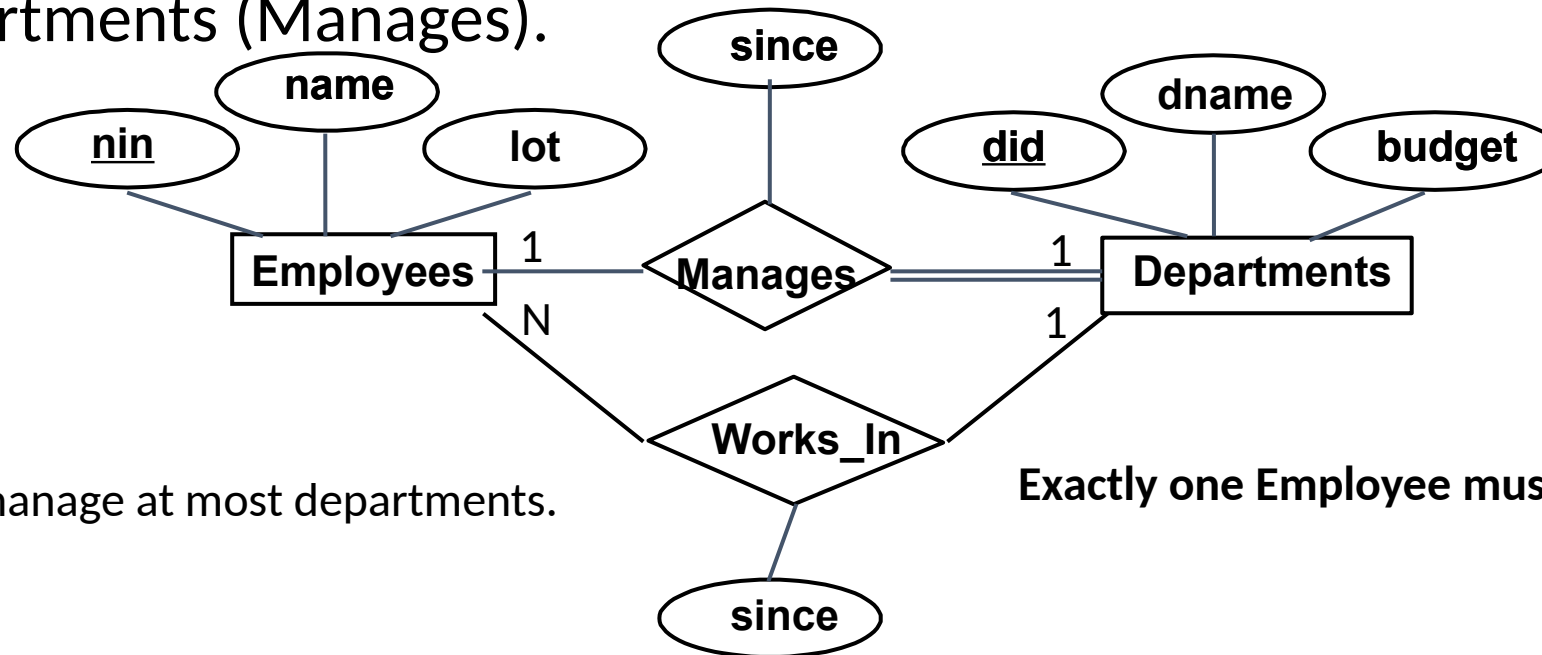 rtments (Manages).
since
name
dname
nin
lot
did
budget
1
1
Employees
Manages
Departments
N
1
Works_In
manage at most departments.
Exactly one Employee mus
since